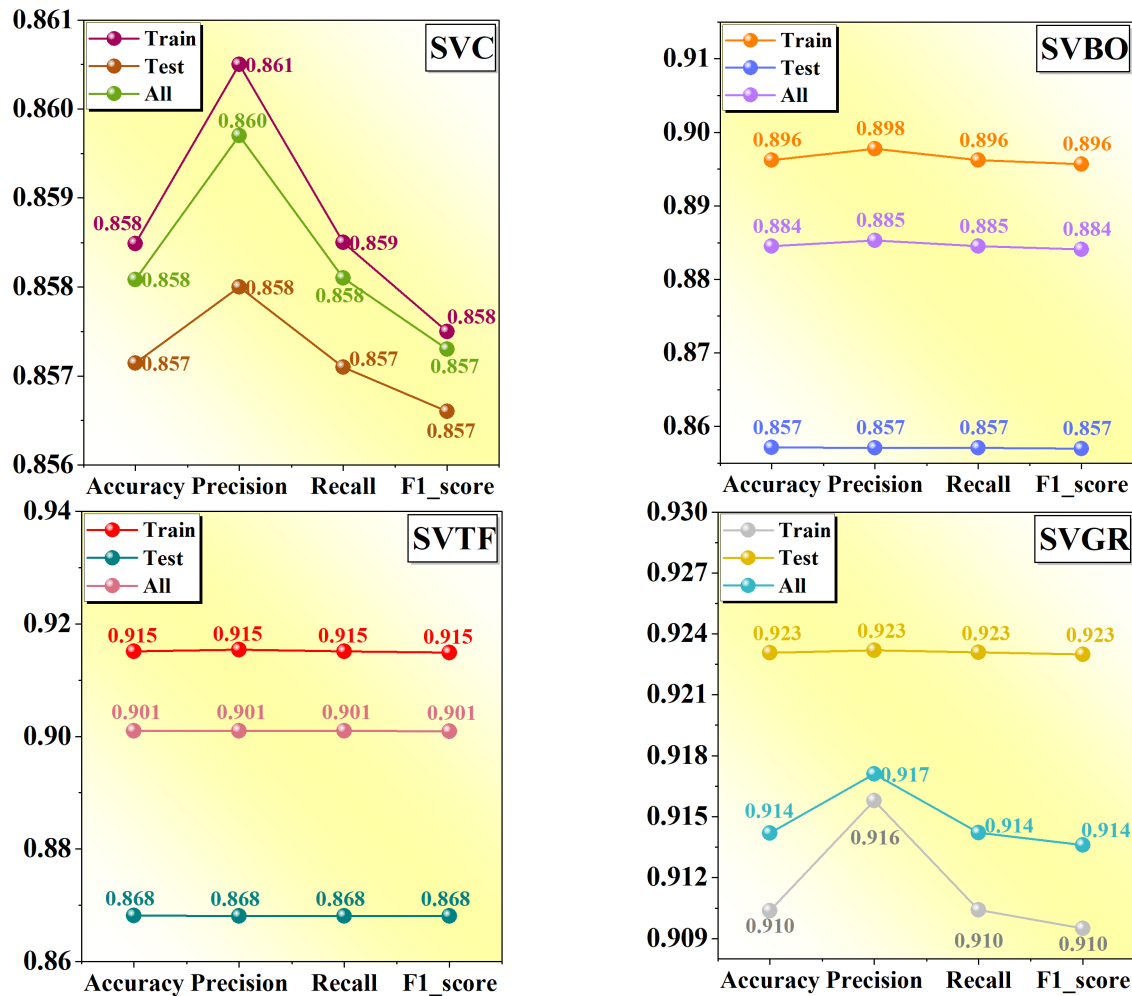 0.861
0.860
0.859
0.858
0.857
0.856
Train
Test
All
SVC
0.861
0.860
0.858
0.859
0.858
0.858
0.858
0.858
0.857
0.857
0.857
0.857
Accuracy Precision Recall F1_score
0.91
0.90
0.89
0.88
0.87
0.86
Train
Test
All
SVBO
0.896 0.898 0.896 0.896
0.884 0.885 0.885 0.884
0.857 0.857 0.857 0.857
Accuracy Precision Recall F1_score
0.94
0.92
0.90
0.88
0.86
Train
Test
All
SVTF
0.915 0.915 0.915 0.915
0.901 0.901 0.901 0.901
0.868 0.868 0.868 0.868
Accuracy Precision Recall F1_score
0.930
0.927
0.924
0.921
0.918
0.915
0.912
0.909
Train
Test
All
SVGR
0.923 0.923 0.923 0.923
0.914 0.917 0.914 0.914
0.910 0.916 0.910 0.910
Accuracy Precision Recall F1_score